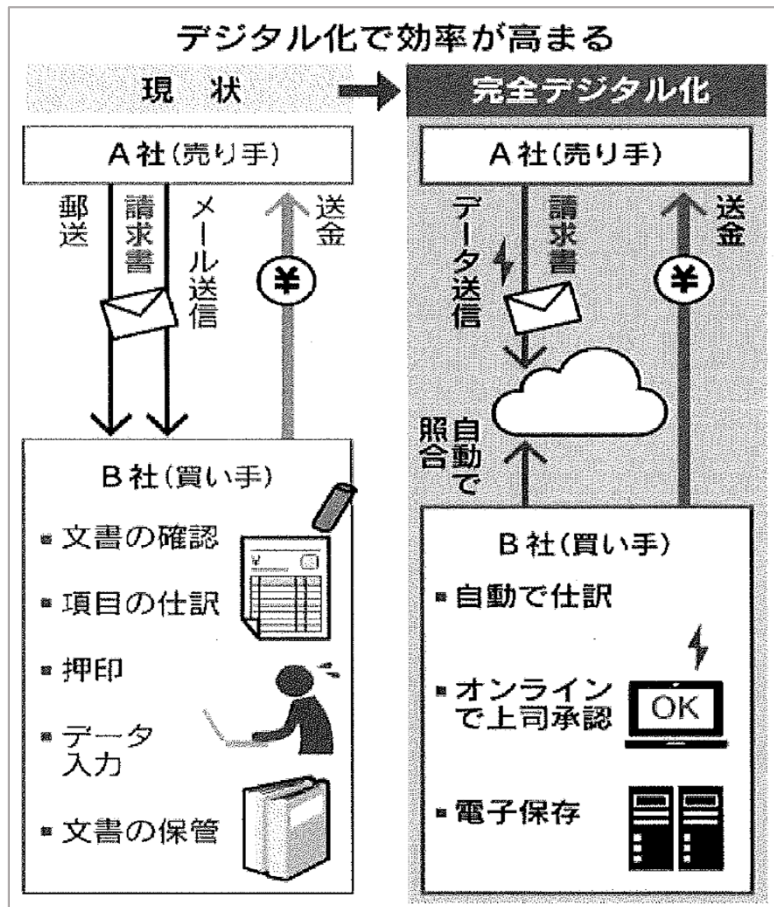 デジタル化で効率が高まる
現 状
完全デジタル化
A社(売り手)
郵送
請求書
メール送信
送金
¥
B社(買い手)
文書の確認
¥
項目の仕訳
押印
データ
入力
文書の保管
A社(売り手)
データ送信
請求書
送金
¥
自動で
照合
B社(買い手)
自動で仕訳
オンライン
で上司承認
OK
電子保存